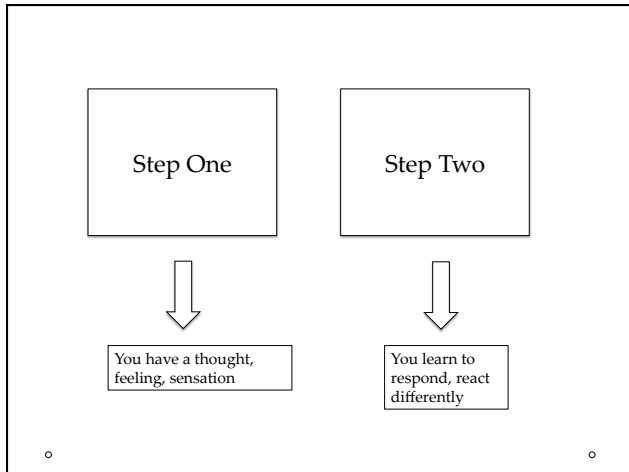 Step One
Step Two
You have a thought,
feeling, sensation
You learn to
respond, react
differently